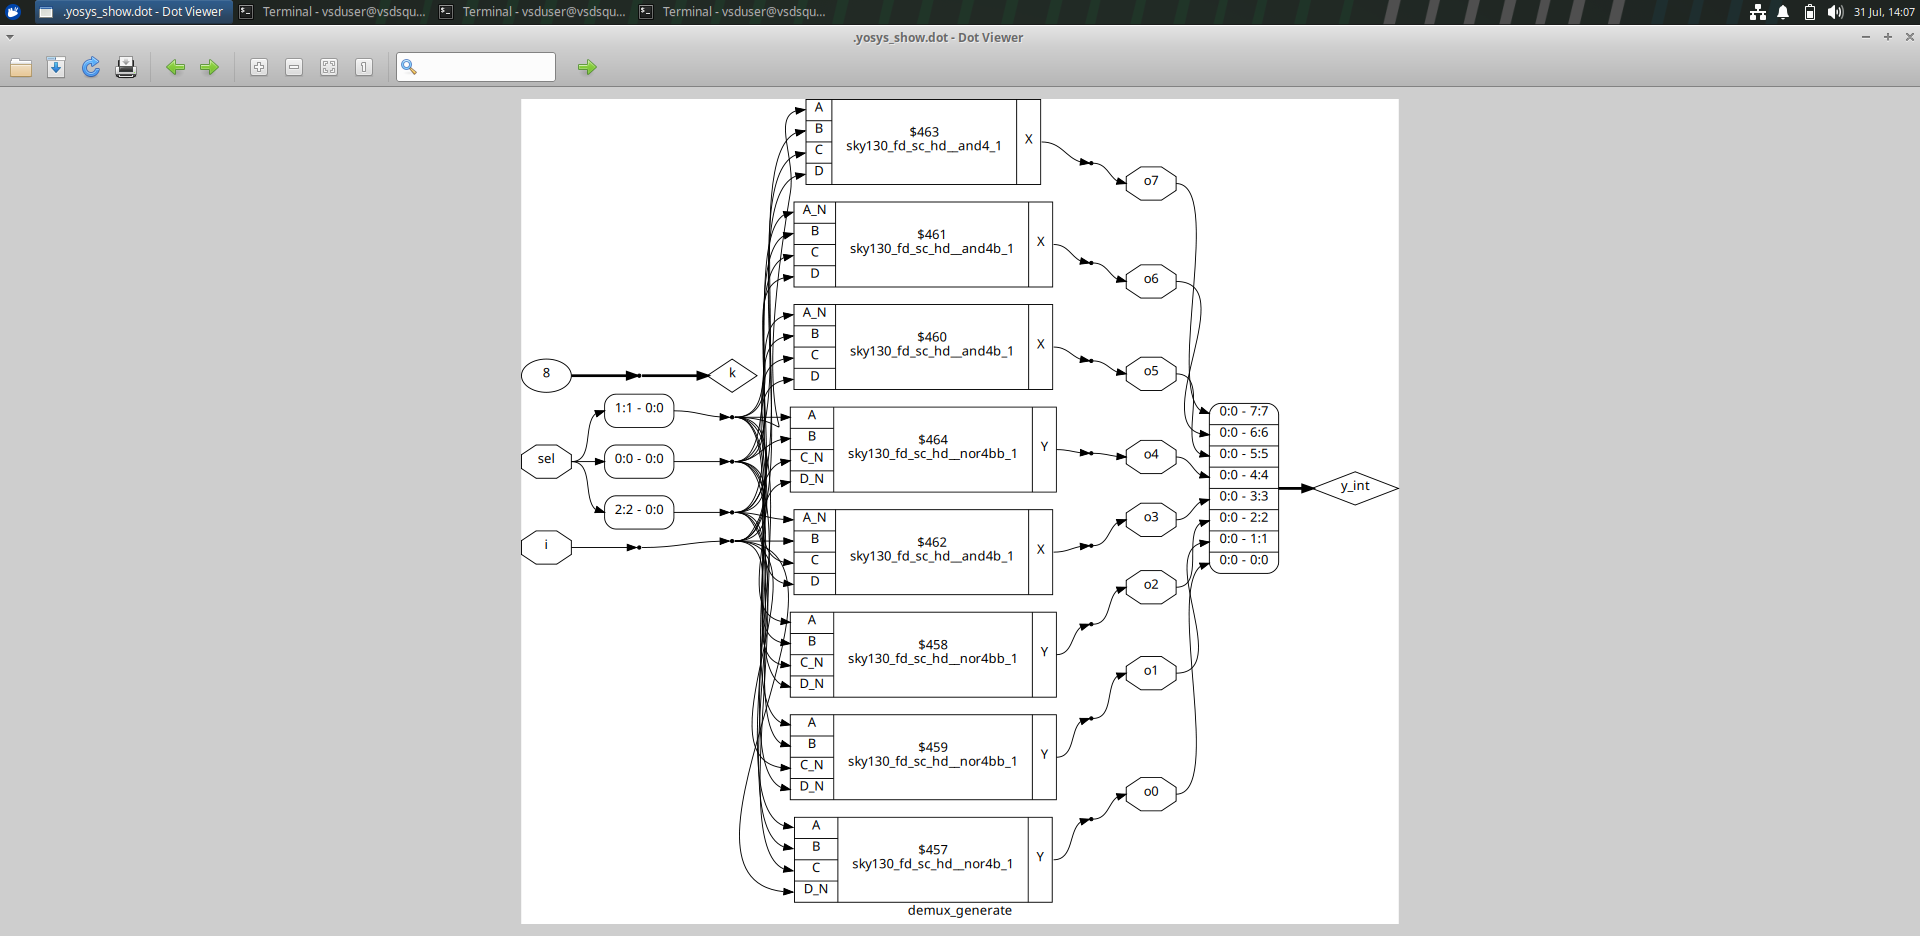 .yosys_show.dot - Dot Viewer
Terminal - vsduser@vsdsqu...
Terminal - vsduser@vsdsqu...
Terminal - vsduser@vsdsqu...
31 Jul, 14:07
.yosys_show.dot - Dot Viewer
A
B
C
D
$463
sky130_fd_sc_hd__and4_1
X
o7
A_N
B
C
D
$461
sky130_fd_sc_hd__and4b_1
X
o6
A_N
B
C
D
$460
sky130_fd_sc_hd__and4b_1
X
o5
8
k
1:1 - 0:0
sel
0:0 - 0:0
2:2 - 0:0
i
A
B
C_N
D_N
$464
sky130_fd_sc_hd__nor4bb_1
Y
o4
A_N
B
C
D
$462
sky130_fd_sc_hd__and4b_1
X
o3
0:0 - 7:7
0:0 - 6:6
0:0 - 5:5
0:0 - 4:4
0:0 - 3:3
0:0 - 2:2
0:0 - 1:1
0:0 - 0:0
y_int
A
B
C_N
D_N
$458
sky130_fd_sc_hd__nor4bb_1
Y
o2
A
B
C_N
D_N
$459
sky130_fd_sc_hd__nor4bb_1
Y
o1
A
B
C
D_N
$457
sky130_fd_sc_hd__nor4b_1
Y
o0
demux_generate